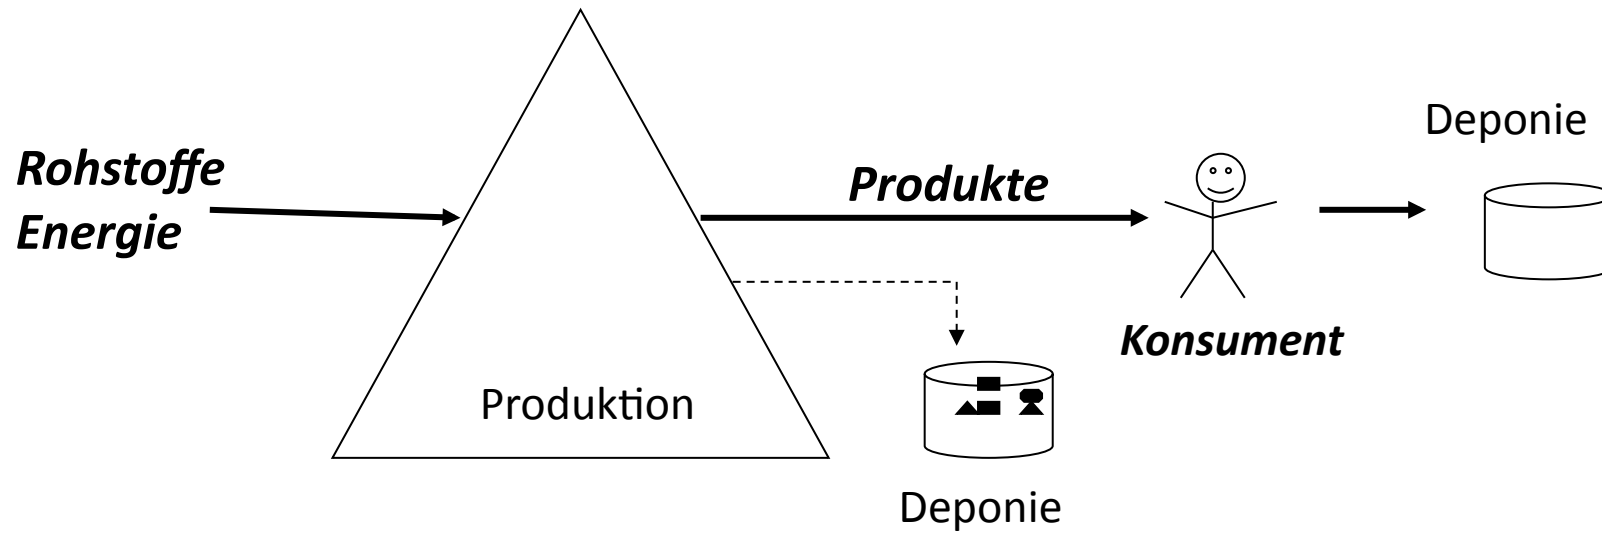 Rohstoffe
Energie
Produktion
Produkte
Deponie
Konsument
Deponie